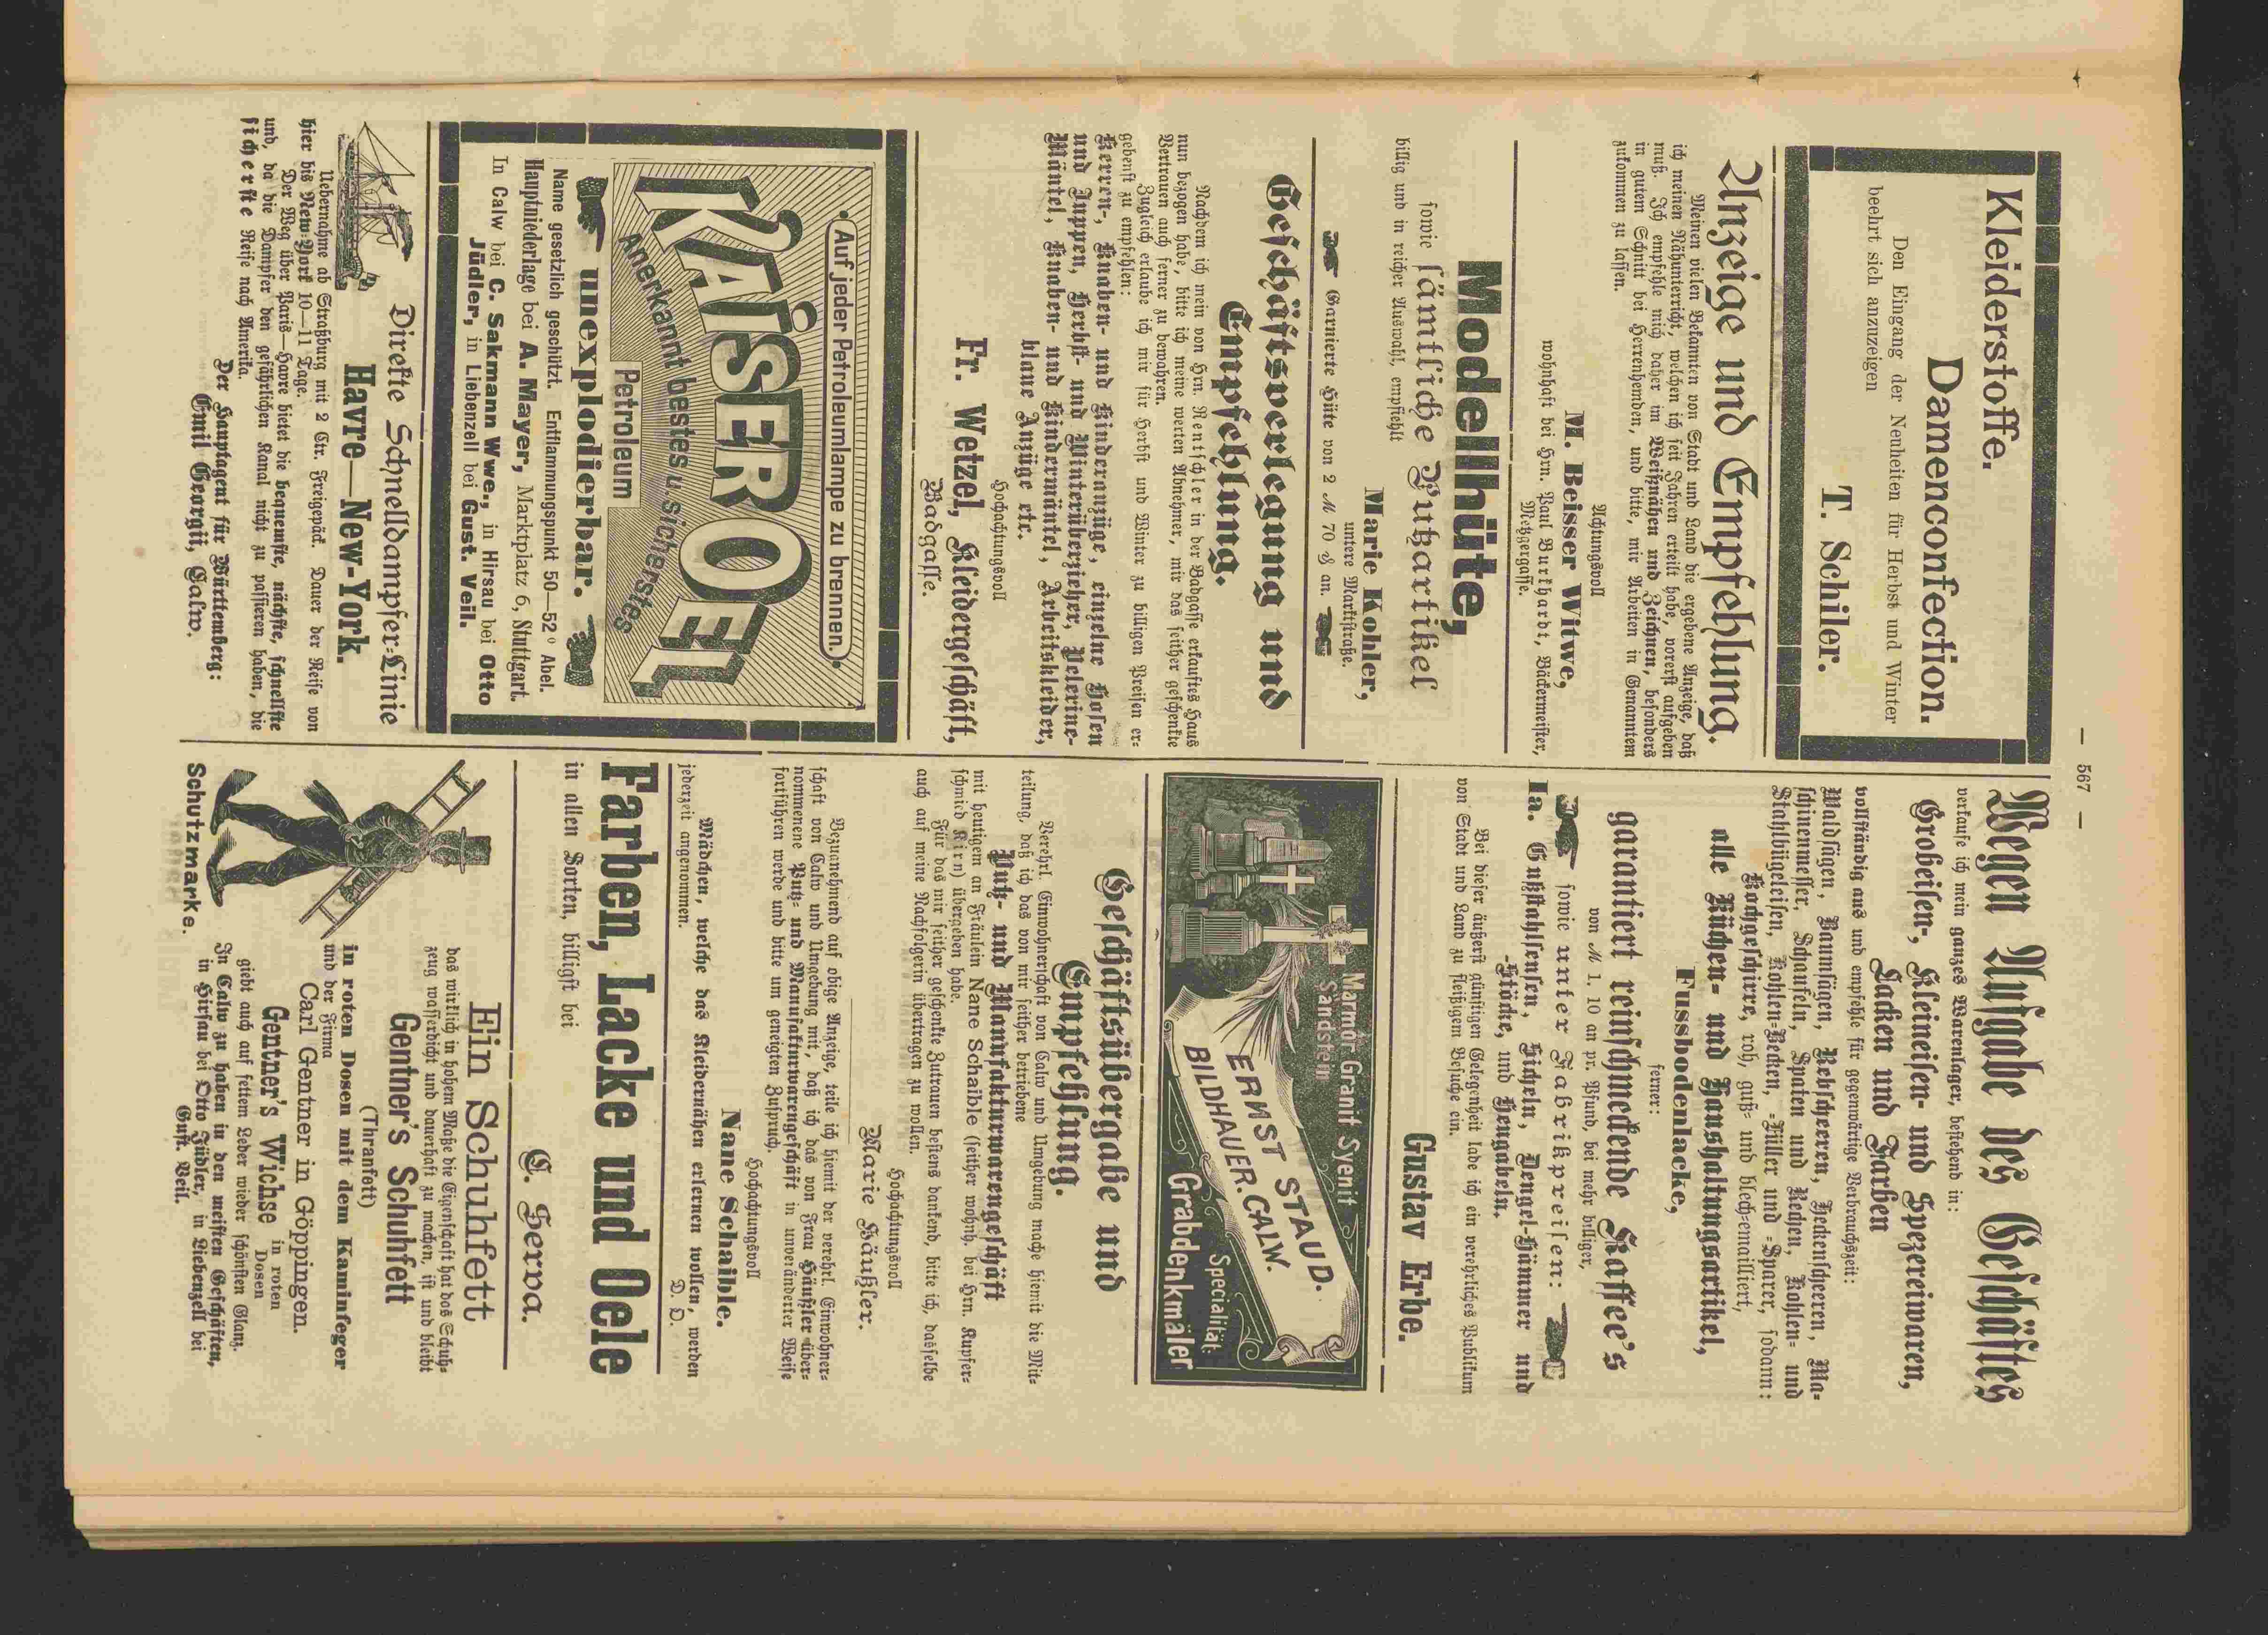 — 567 —
Kleiderstoffe.
Damenconfection.
Den Eingang der Neuheiten für Herbst und Winter
beehrt sich anzuzeigen
T. Schiler.
Anzeige und Empfehlung.
Meinen vielen Bekannten von Stadt und Land die ergebene Anzeige, daß
ich meinen Nähunterricht, welchen ich seit Jahren erteilt habe, vorerst aufgeben
muß. Ich empfehle mich daher im Weißnähen und Zeichnen, besonders
in gutem Schnitt bei Herrenhemden, und bitte, mir Arbeiten in Genanntem
zukommen zu lassen.
Achtungsvoll
M. Beisser Witwe,
wohnhaft bei Hrn. Paul Burkhardt, Bäckermeister,
Metzgergasse.
Modellhüte,
sowie sämtliche Putzartikel
billig und in reicher Auswahl, empfiehlt
Marie Kohler,
untere Marktstraße.
Garnierte Hüte von 2 ℳ 70 ₰ an.
Geschäftsverlegung und
Empfehlung.
Nachdem ich mein von Hrn. Rentschler in der Badgasse erkauftes Haus
nun bezogen habe, bitte ich meine werten Abnehmer, mir das seither geschenkte
Vertrauen auch ferner zu bewahren.
Zugleich erlaube ich mir für Herbst und Winter zu billigen Preisen er-
gebenst zu empfehlen:
Herren-, Knaben- und Kinderanzüge, einzelne Hosen
und Juppen, Herbst- und Winterüberzieher, Pelerine-
Mäntel, Knaben- und Kindermäntel, Arbeitskleider,
blaue Anzüge etc.
Hochachtungsvoll
Fr. Wetzel, Kleidergeschäft,
Badgasse.
Auf jeder Petroleumlampe zu brennen.
KAISEROEL
Anerkannt bestes u. sicherstes
Petroleum
unexplodierbar.
Name gesetzlich geschützt. Entflammungspunkt 50—52° Abel.
Hauptniederlage bei A. Mayer, Marktplatz 6, Stuttgart.
In Calw bei C. Sakmann Wwe., in Hirsau bei Otto
Jüdler, in Liebenzell bei Gust. Veil.
Direkte Schnelldampfer-Linie
Havre—New-York.
Uebernahme ab Straßburg mit 2 Ctr. Freigepäck. Dauer der Reise von
hier bis New-York 10—11 Tage.
Der Weg über Paris—Havre bietet die bequemste, nächste, schnellste
und, da die Dampfer den gefährlichen Kanal nicht zu passieren haben, die
sicherste Reise nach Amerika.
Der Hauptagent für Württemberg:
Emil Georgii, Calw.
Wegen Aufgabe des Geschäftes
verkaufe ich mein ganzes Warenlager, bestehend in:
Grobeisen-, Kleineisen- und Spezereiwaren,
Lacken und Farben
vollständig aus und empfehle für gegenwärtige Verbrauchszeit:
Waldsägen, Baumsägen, Rebscheeren, Heckenscheeren, Ma-
schinenmesser, Schaufeln, Spaten und Rechen, Kohlen- und
Stahlbügeleisen, Kohlen-Becken, -Füller und -Sparer, sodann:
Kochgeschirre, roh, guß- und blech-emailliert,
alle Küchen- und Haushaltungsartikel,
Fussbodenlacke,
ferner:
garantiert reinschmeckende Kaffee's
von ℳ 1. 10 an pr. Pfund, bei mehr billiger,
sowie unter Fabrikpreisen:
Ia. Gußstahlsensen, Sicheln, Dengel-Hämmer und
-Stöcke, und Heugabeln.
Bei dieser äußerst günstigen Gelegenheit lade ich ein verehrliches Publikum
von Stadt und Land zu fleißigem Besuche ein.
Gustav Erbe.
Marmor Granit Syenit
Sandstein
ERNST STAUD.
BILDHAUER. CALW.
Specialität:
Grabdenkmäler
Geschäftsübergabe und
Empfehlung.
Verehrl. Einwohnerschaft von Calw und Umgebung mache hiemit die Mit-
teilung, daß ich das von mir seither betriebene
Putz- und Manufakturwarengeschäft
mit heutigem an Fräulein Nane Schaible (seither wohnh. bei Hrn. Kupfer-
schmied Kirn) übergeben habe.
Für das mir seither geschenkte Zutrauen bestens dankend, bitte ich, dasselbe
auch auf meine Nachfolgerin übertragen zu wollen.
Hochachtungsvoll
Marie Häußler.
Bezugnehmend auf obige Anzeige, teile ich hiemit der verehrl. Einwohner-
schaft von Calw und Umgebung mit, daß ich das von Frau Häußler über-
nommenene Putz- und Manufakturwarengeschäft in unveränderter Weise
fortführen werde und bitte um geneigten Zuspruch.
Hochachtungsvoll
Nane Schaible.
Mädchen, welche das Kleidernähen erlernen wollen, werden
jederzeit angenommen.
D. O.
Farben, Lacke und Oele
in allen Sorten, billigst bei
C. Serva.
Schutzmarke.
Ein Schuhfett
das wirklich in hohem Maße die Eigenschaft hat das Schuh-
zeug wasserdicht und dauerhaft zu machen, ist und bleibt
Gentner's Schuhfett
(Thranfett)
in roten Dosen mit dem Kaminfeger
und der Firma
Carl Gentner in Göppingen.
Gentner's Wichse in roten Dosen
giebt auch auf fettem Leder wieder schönsten Glanz.
In Calw zu haben in den meisten Geschäften,
in Hirsau bei Otto Jüdler, in Liebenzell bei
Gust. Veil.